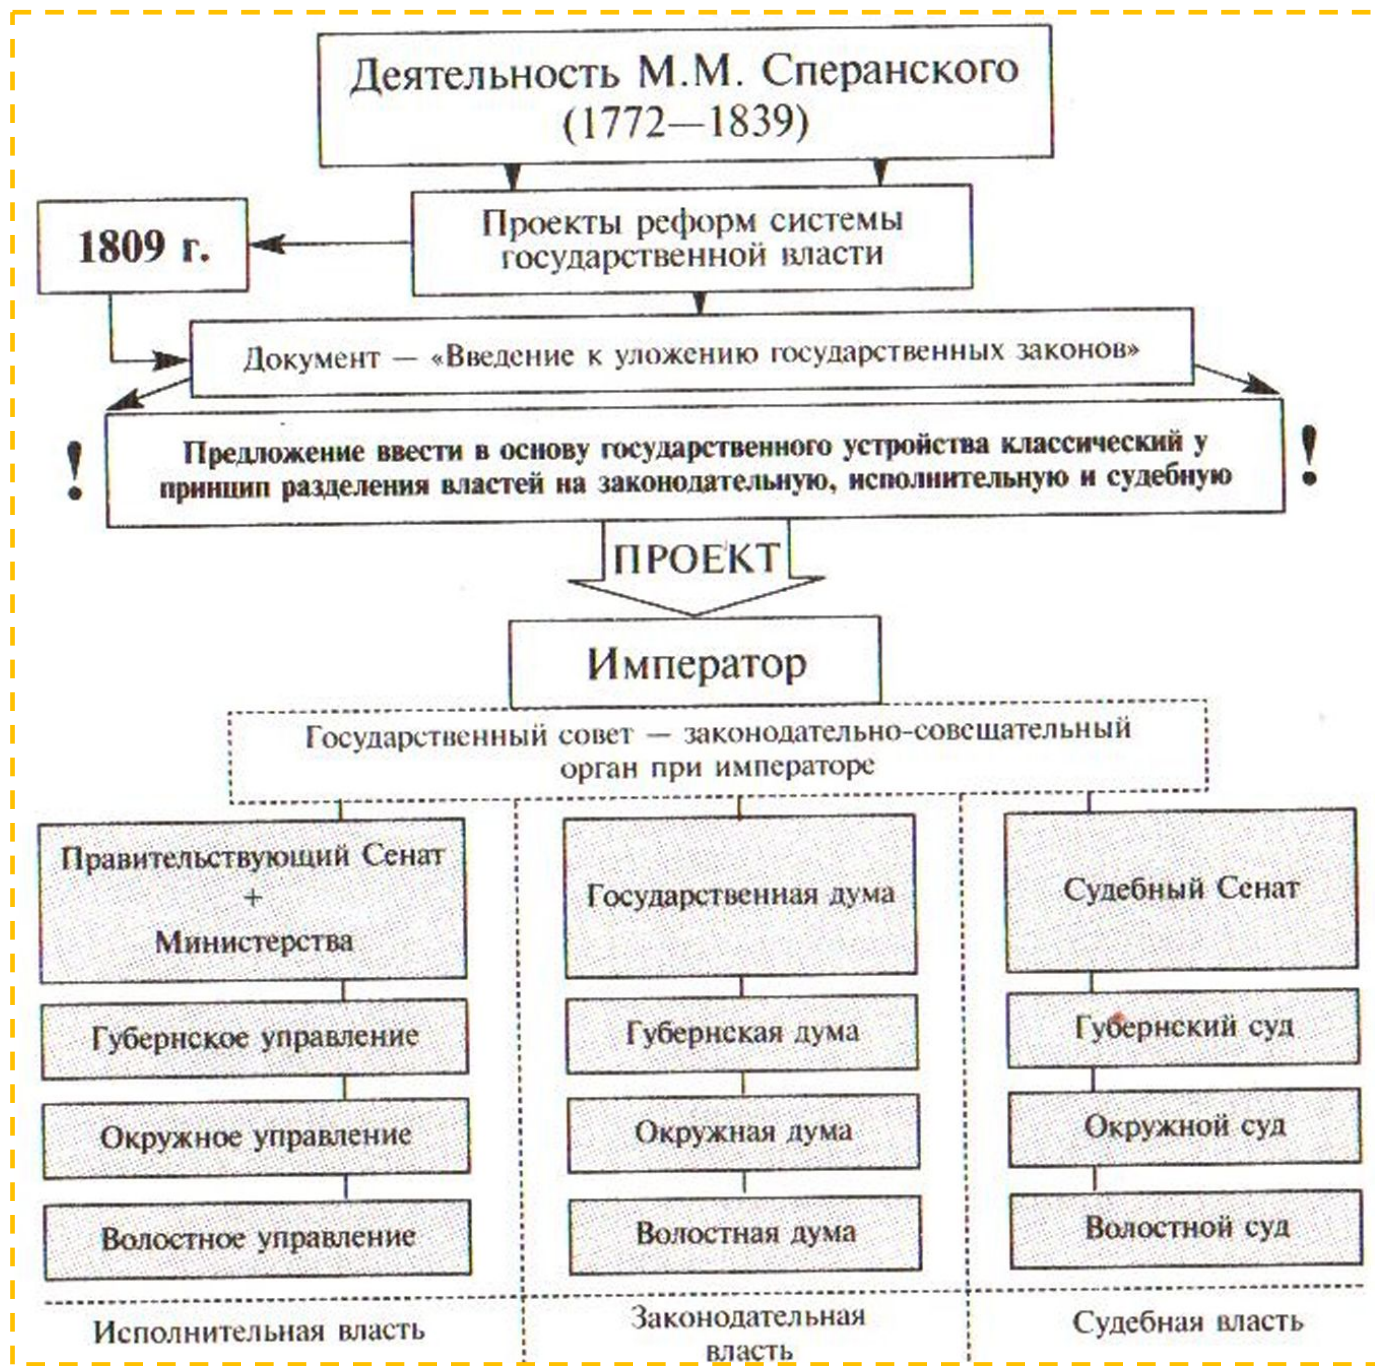 Деятельность М.М. Сперанского
(1772—1839)
1809 г.
Проекты реформ системы
государственной власти
Документ — «Введение к уложению государственных законов»
!
Предложение ввести в основу государственного устройства классический у
принцип разделения властей на законодательную, исполнительную и судебную
!
ПРОЕКТ
Император
Государственный совет — законодательно-совещательный
орган при императоре
Правительствующий Сенат
+
Министерства
Государственная дума
Судебный Сенат
Губернское управление
Губернская дума
Губернский суд
Окружное управление
Окружная дума
Окружной суд
Волостное управление
Волостная дума
Волостной суд
Исполнительная власть
Законодательная
власть
Судебная власть